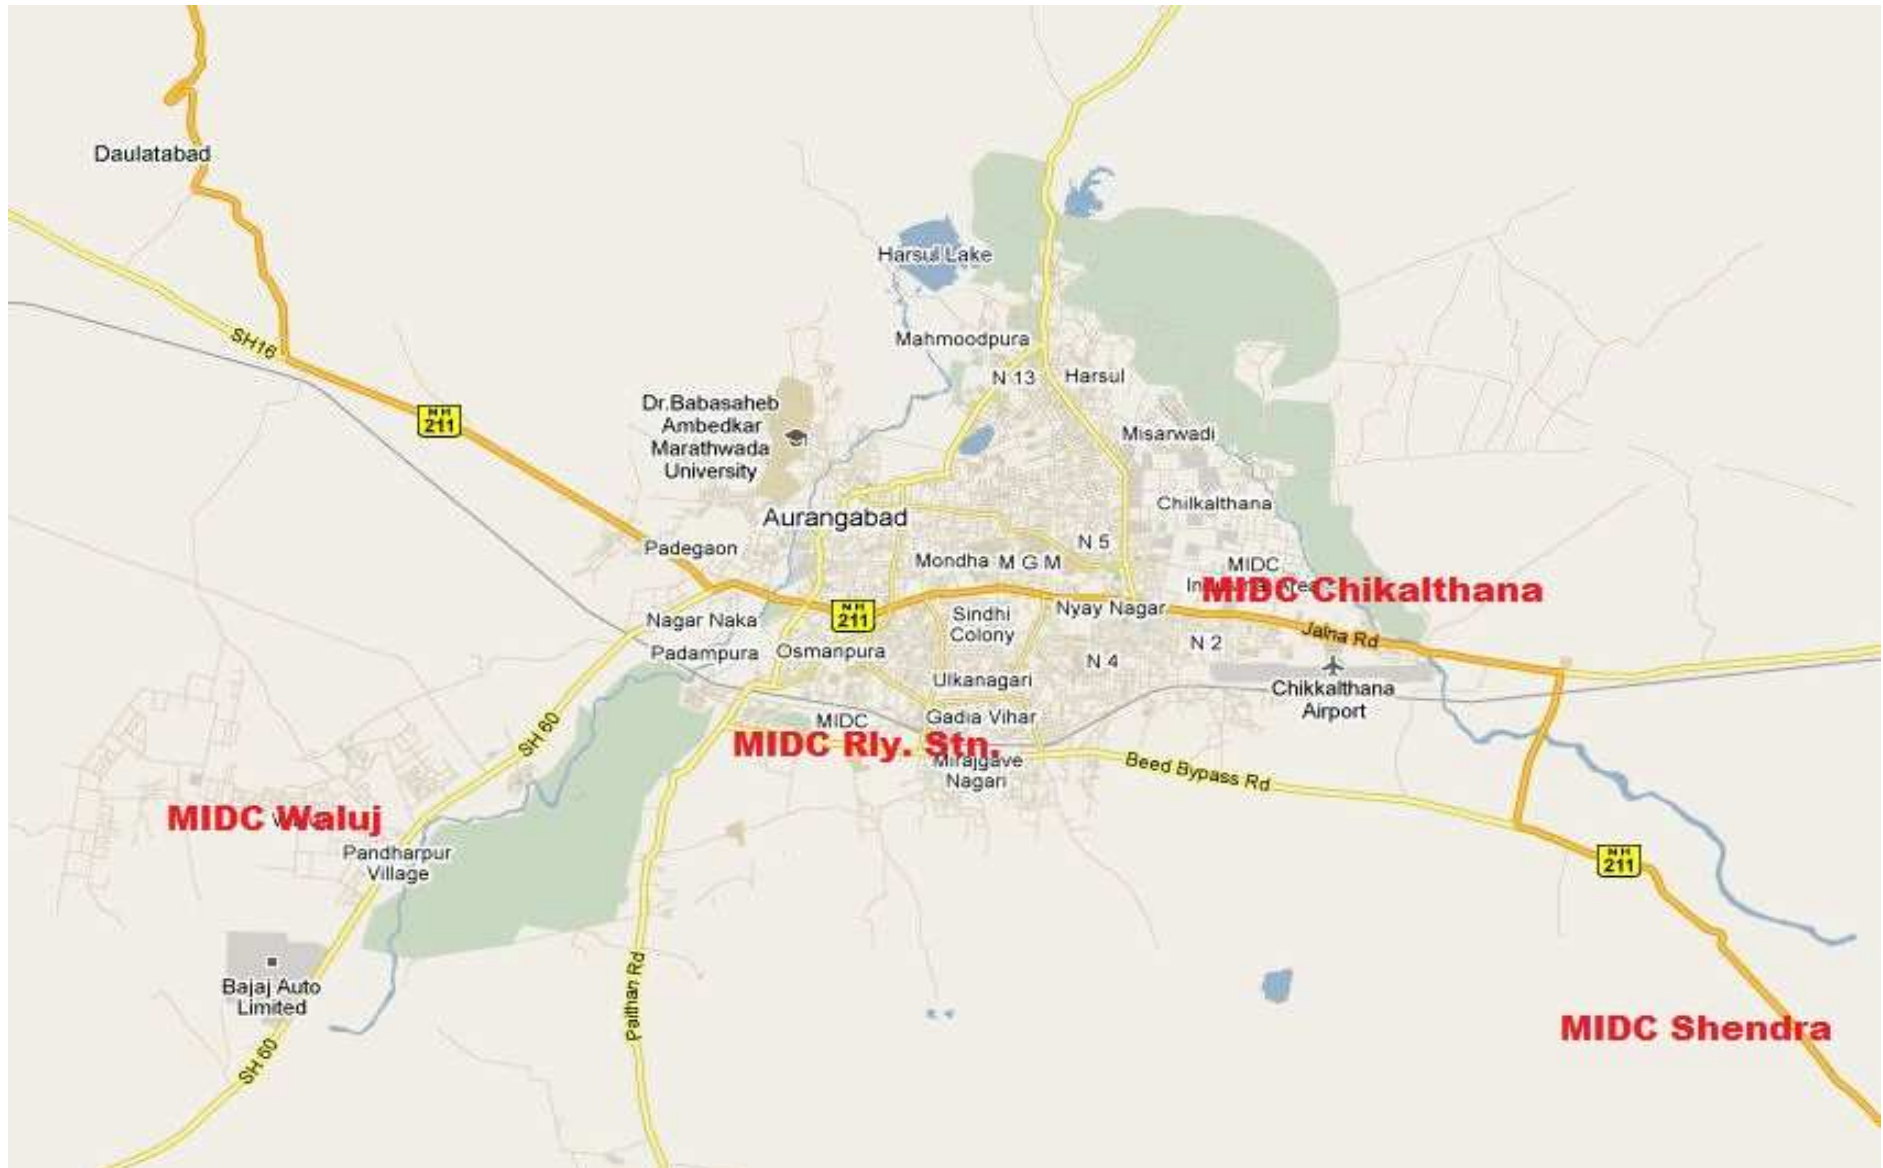 Daulatabad
Harsul Lake
SH16
Mahmoodpura
N 13
Harsul
NH
211
Dr.Babasaheb
Ambedkar
Marathwada
University
Misarwadi
Chilkalthana
Aurangabad
Padegaon
Mondha
M G M
N 5
MIDC
MIDC Chikalthana
NH
211
Nagar Naka
Sindhi
Colony
Nyay Nagar
Jalna Rd
N 2
Padampura
Osmanpura
N 4
Ulkanagari
Chikkalthana
Airport
SH 60
MIDC
Gadia Vihar
MIDC Rly. Stn.
Mirajgave
Nagari
Beed Bypass Rd
MIDC Waluj
Pandharpur
Village
NH
211
Bajaj Auto
Limited
Paithan Rd
MIDC Shendra
SH 60